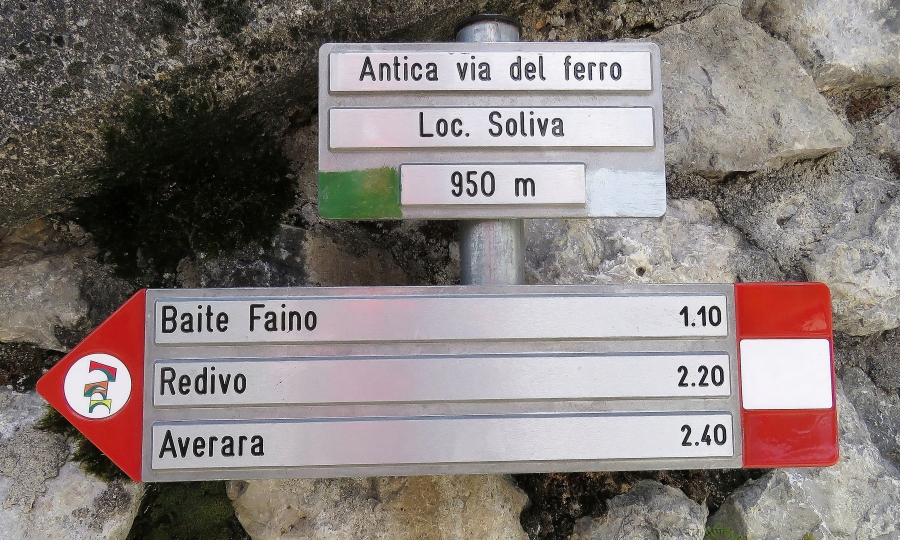 Antica via del ferro
Loc. Soliva
950 m
Baite Faino 1.10
Redivo 2.20
Averara 2.40